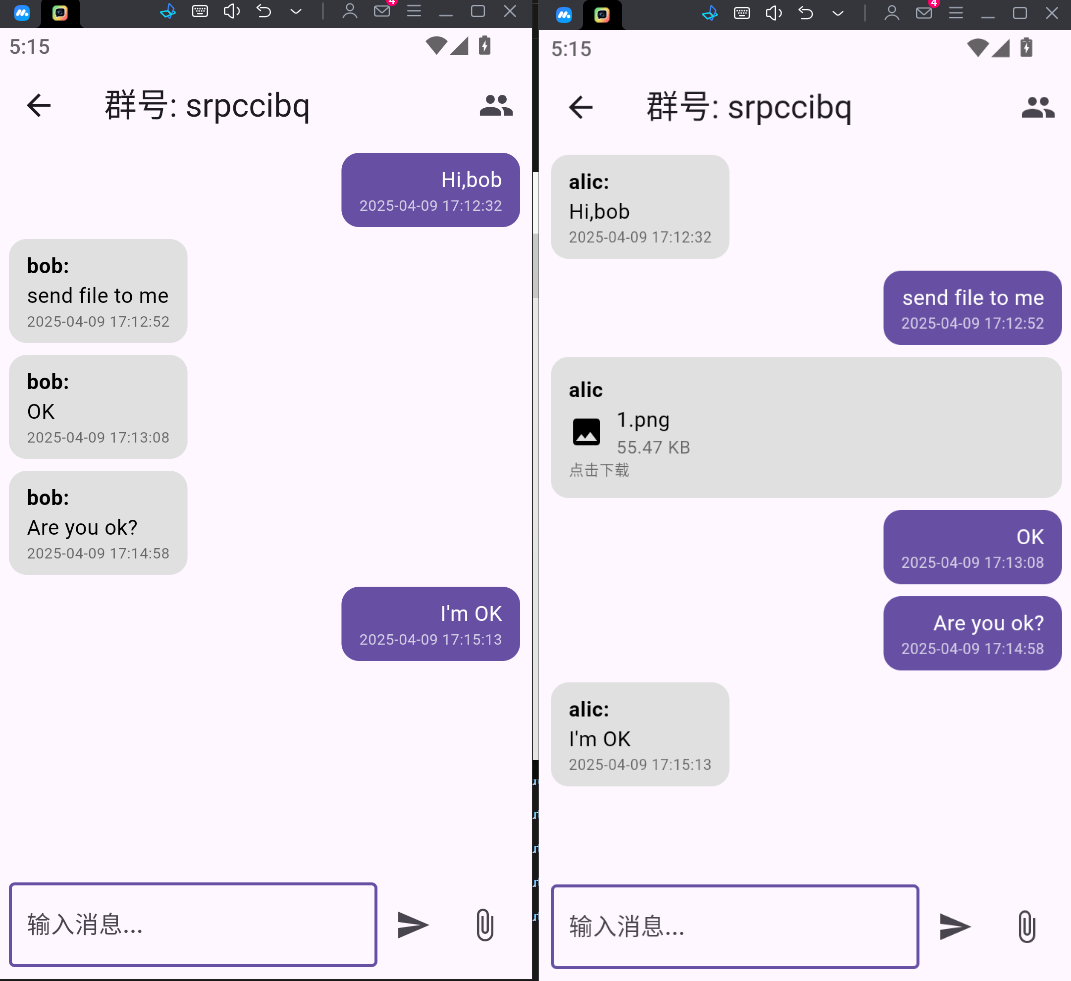 4
5:15
群号: srpccibq
Hi,bob
2025-04-09 17:12:32
bob:
send file to me
2025-04-09 17:12:52
bob:
OK
2025-04-09 17:13:08
bob:
Are you ok?
2025-04-09 17:14:58
I'm OK
2025-04-09 17:15:13
输入消息...
4
5:15
群号: srpccibq
alic:
Hi,bob
2025-04-09 17:12:32
send file to me
2025-04-09 17:12:52
alic
1.png
55.47 KB
点击下载
OK
2025-04-09 17:13:08
Are you ok?
2025-04-09 17:14:58
alic:
I'm OK
2025-04-09 17:15:13
输入消息...